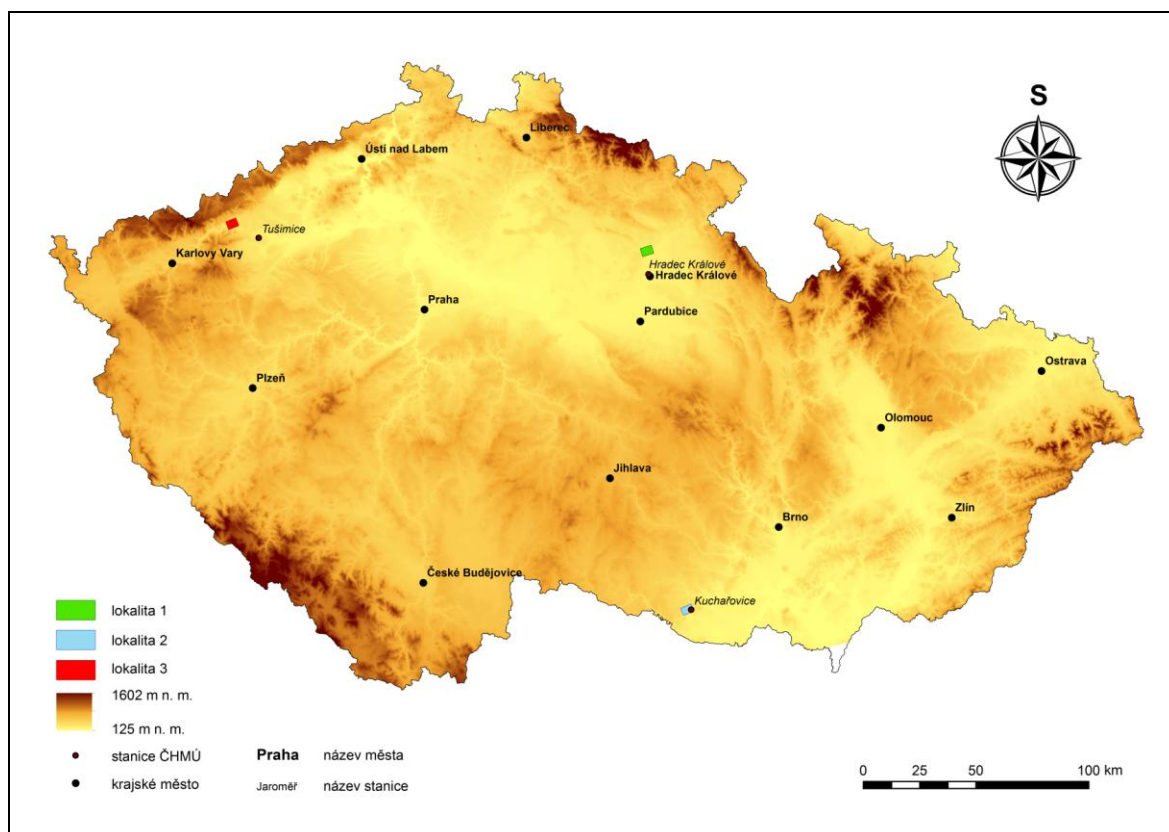 S
Liberec
Ústí nad Labem
Tušimice
Karlovy Vary
Hradec Králové
Hradec Králové
Praha
Pardubice
Ostrava
Plzeň
Olomouc
Jihlava
Zlín
Brno
České Budějovice
Kuchařovice
lokalita 1
lokalita 2
lokalita 3
1602 m n. m.
125 m n. m.
stanice ČHMÚ
Praha název města
krajské město
Jaroměř název stanice
0 25 50 100 km